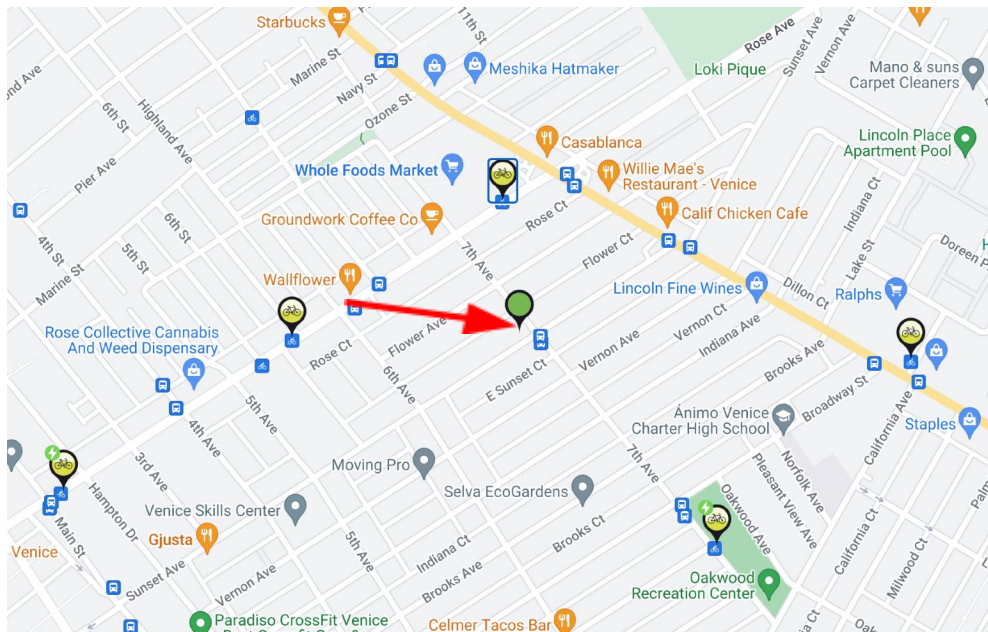 Starbucks
11th St
Rose Ave
Sunset Ave
Vernon Ave
Marine St
Navy St
Ozone St
Meshika Hatmaker
Loki Pique
Mano & suns
Carpet Cleaners
ond Ave
6th St
Highland Ave
Casablanca
Lincoln Place
Apartment Pool
Pier Ave
Whole Foods Market
Willie Mae's
Restaurant - Venice
Indiana Ct
6th St
Groundwork Coffee Co
Rose Ct
Calif Chicken Cafe
4th St
5th St
7th Ave
Flower Ct
Lake St
Doreen P
H
Marine St
Wallflower
Lincoln Fine Wines
Dillon Ct
Ralphs
Rose Collective Cannabis
And Weed Dispensary
Rose Ct
Flower Ave
Vernon Ave
Vernon Ct
Indiana Ave
Brooks Ave
6th Ave
E Sunset Ct
Broadway St
5th Ave
4th Ave
Ánimo Venice
Charter High School
California Ave
Staples
3rd Ave
Moving Pro
7th Ave
Pleasant View Ave
Norfolk Ave
Palm
Hampton Dr
Venice Skills Center
Selva EcoGardens
Oakwood Ave
Main St
Gjusta
5th Ave
Brooks Ct
California Ct
Milwood Ct
Venice
Sunset Ave
Vernon Ave
Indiana Ct
Brooks Ave
Oakwood
Recreation Center
Paradiso CrossFit Venice
Celmer Tacos Bar
ia Ct
Oak